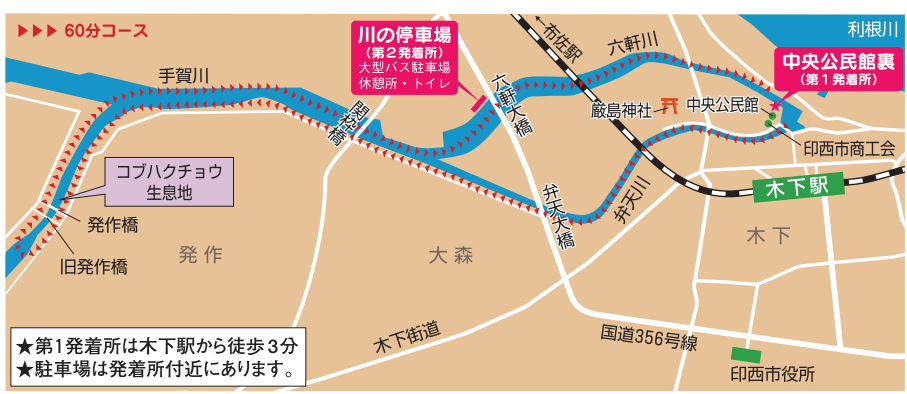 ▶▶▶ 60分コース
川の停車場
(第2発着所)
大型バス駐車場
休憩所・トイレ
←布佐駅
六軒川
利根川
中央公民館裏
(第1発着所)
手賀川
関枠橋
六軒大橋
厳島神社
中央公民館
印西市商工会
コブハクチョウ
生息地
木下駅
弁天川
弁天大橋
発作橋
旧発作橋
発作
大森
木下
木下街道
国道356号線
印西市役所
★第1発着所は木下駅から徒歩3分
★駐車場は発着所付近にあります。